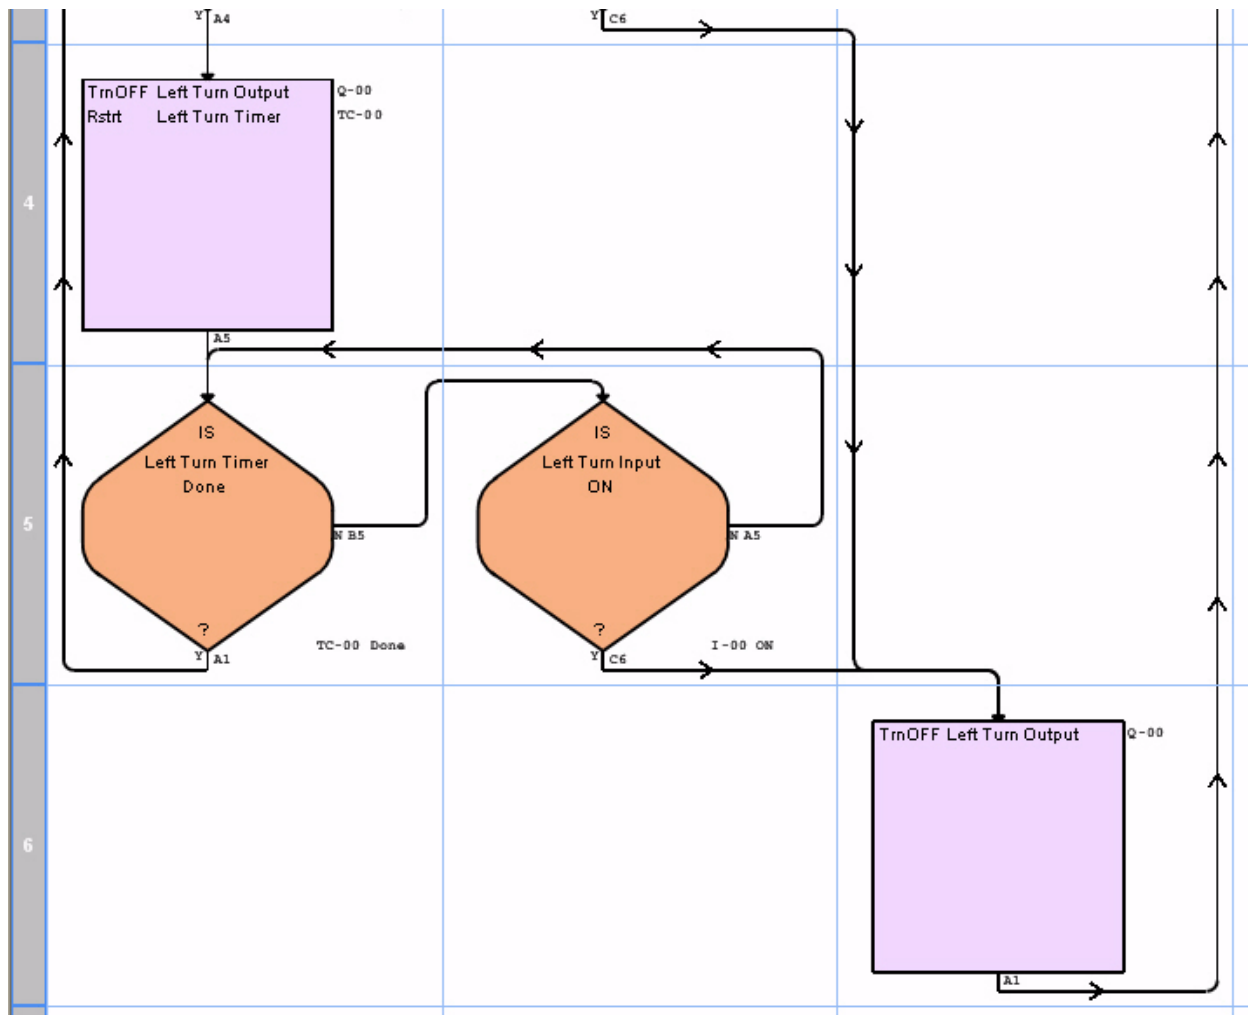 Y A4
Y C6
TrnOFF Left Turn Output Q-00
Rstrt Left Turn Timer TC-00
4
A5
IS
Left Turn Timer
Done
N B5
?
TC-00 Done
Y A1
IS
Left Turn Input
ON
N A5
?
I-00 ON
Y C6
5
TrnOFF Left Turn Output Q-00
6
A1